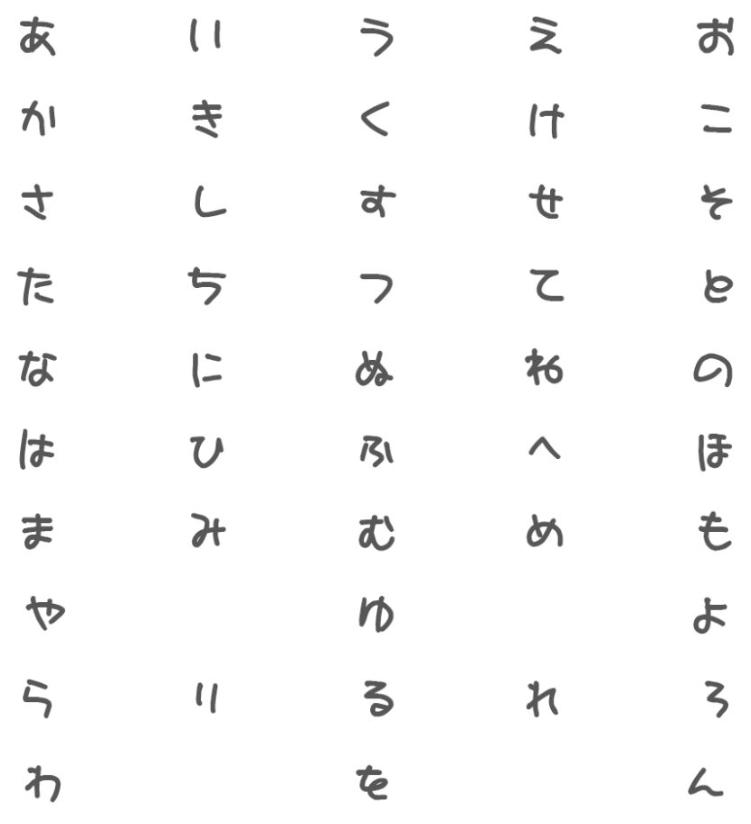 あ い う え お
か き く け こ
さ し す せ そ
た ち つ て と
な に ぬ ね の
は ひ ふ へ ほ
ま み む め も
や ゆ よ
ら り る れ ろ
わ を ん